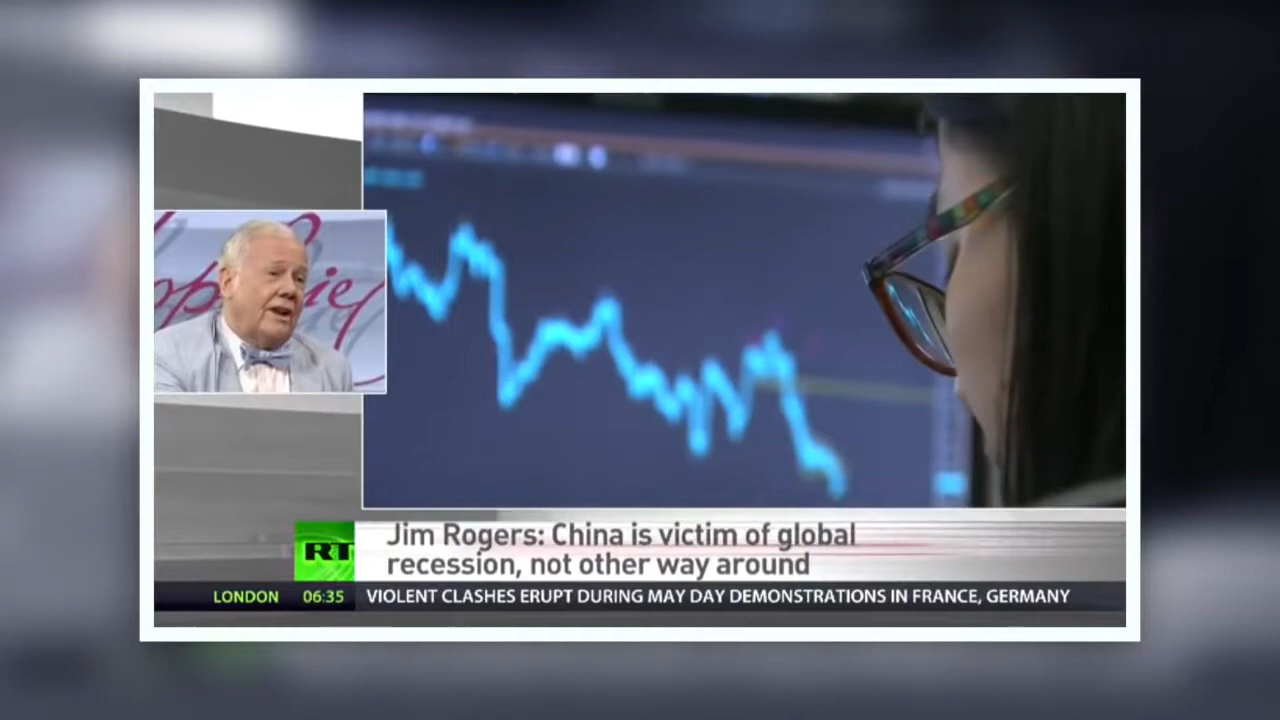 Jim Rogers: China is victim of global
recession, not other way around
RT
LONDON 06:35 VIOLENT CLASHES ERUPT DURING MAY DAY DEMONSTRATIONS IN FRANCE, GERMANY